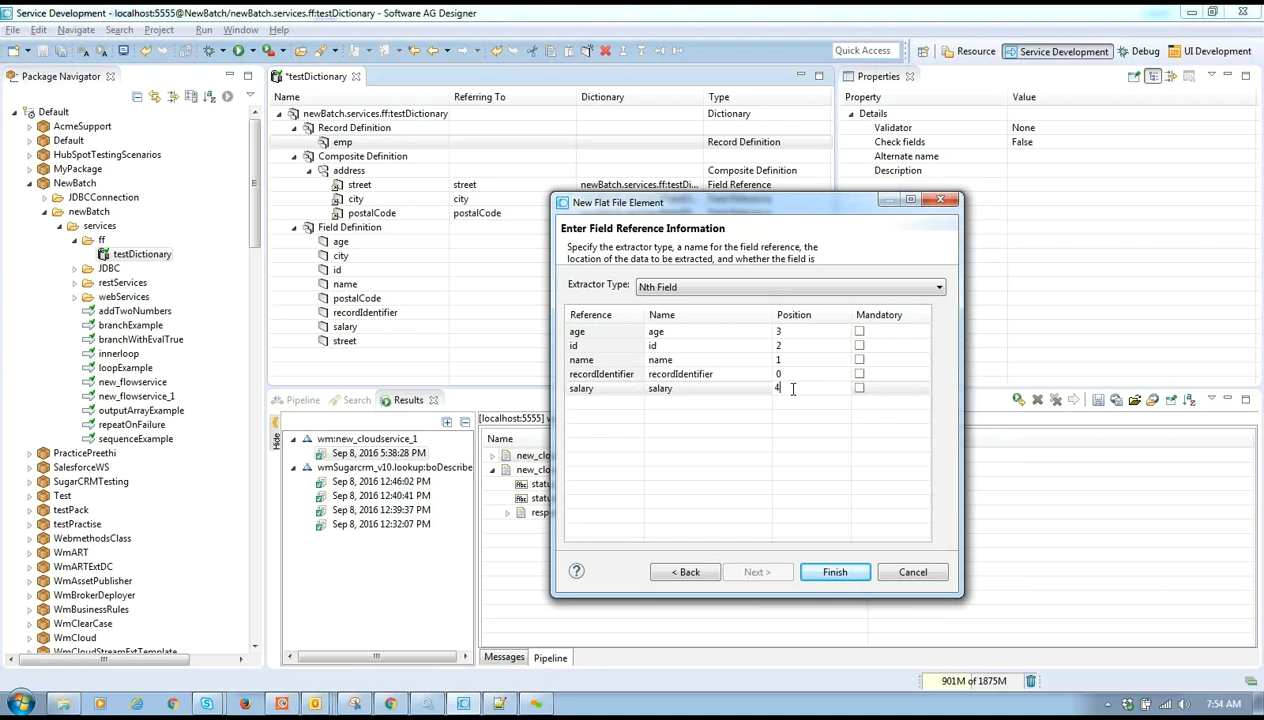 Service Development - localhost:5555@NewBatch/newBatch.services.ff:testDictionary - Software AG Designer
File Edit Navigate Search Project Run Window Help
Quick Access Resource Service Development Debug UI Development
Package Navigator
Default
AcmeSupport
Default
HubSpotTestingScenarios
MyPackage
NewBatch
JDBCConnection
newBatch
services
ff
testDictionary
JDBC
restServices
webServices
addTwoNumbers
branchExample
branchWithEvalTrue
innerloop
loopExample
new_flowservice
new_flowservice_1
outputArrayExample
repeatOnFailure
sequenceExample
PracticePreethi
SalesforceWS
SugarCRMTesting
Test
testPack
testPractise
WebmethodsClass
WmART
WmARTExtDC
WmAssetPublisher
WmBrokerDeployer
WmBusinessRules
WmClearCase
WmCloud
WmCloudStreamExtTemplate
*testDictionary
Name Referring To Dictionary Type
newBatch.services.ff:testDictionary Dictionary
Record Definition
emp Record Definition
Composite Definition
address Composite Definition
street street newBatch.services.ff:testDi... Field Reference
city city
postalCode postalCode
Field Definition
age
city
id
name
postalCode
recordIdentifier
salary
street
Properties
Property Value
Details
Validator None
Check fields False
Alternate name
Description
Console Search Results
Hide
wm:new_cloudservice_1
Sep 8, 2016 5:38:28 PM
wmSugarcrm_v10.lookup:boDescribe
Sep 8, 2016 12:46:02 PM
Sep 8, 2016 12:40:41 PM
Sep 8, 2016 12:39:37 PM
Sep 8, 2016 12:32:07 PM
[localhost:5555]
Name
new_clo
new_clo
statu
statu
resp
Messages Pipeline
New Flat File Element
Enter Field Reference Information
Specify the extractor type, a name for the field reference, the
location of the data to be extracted, and whether the field is
Extractor Type: Nth Field
Reference Name Position Mandatory
age age 3
id id 2
name name 1
recordIdentifier recordIdentifier 0
salary salary 4
< Back Next > Finish Cancel
901M of 1875M
7:54 AM